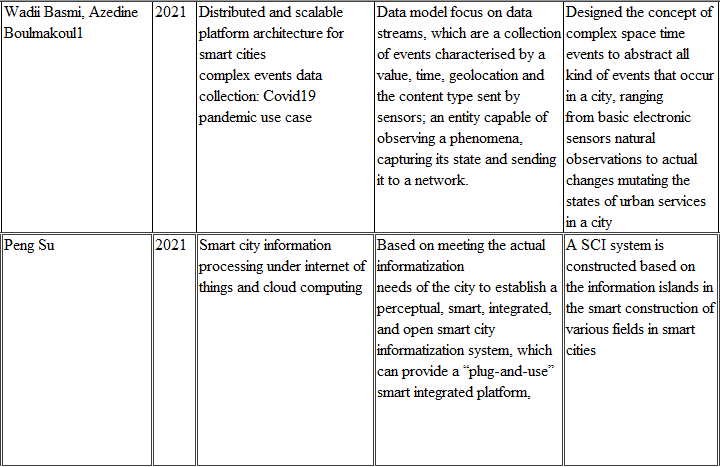 Wadii Basmi, Azedine
Boulmakoul1
2021
Distributed and scalable
platform architecture for
smart cities
complex events data
collection: Covid19
pandemic use case
Data model focus on data
streams, which are a collection
of events characterised by a
value, time, geolocation and
the content type sent by
sensors; an entity capable of
observing a phenomena,
capturing its state and sending
it to a network.
Designed the concept of
complex space time
events to abstract all
kind of events that occur
in a city, ranging
from basic electronic
sensors natural
observations to actual
changes mutating the
states of urban services
in a city
Peng Su
2021
Smart city information
processing under internet of
things and cloud computing
Based on meeting the actual
informatization
needs of the city to establish a
perceptual, smart, integrated,
and open smart city
informatization system, which
can provide a “plug-and-use”
smart integrated platform,
A SCI system is
constructed based on
the information islands in
the smart construction of
various fields in smart
cities